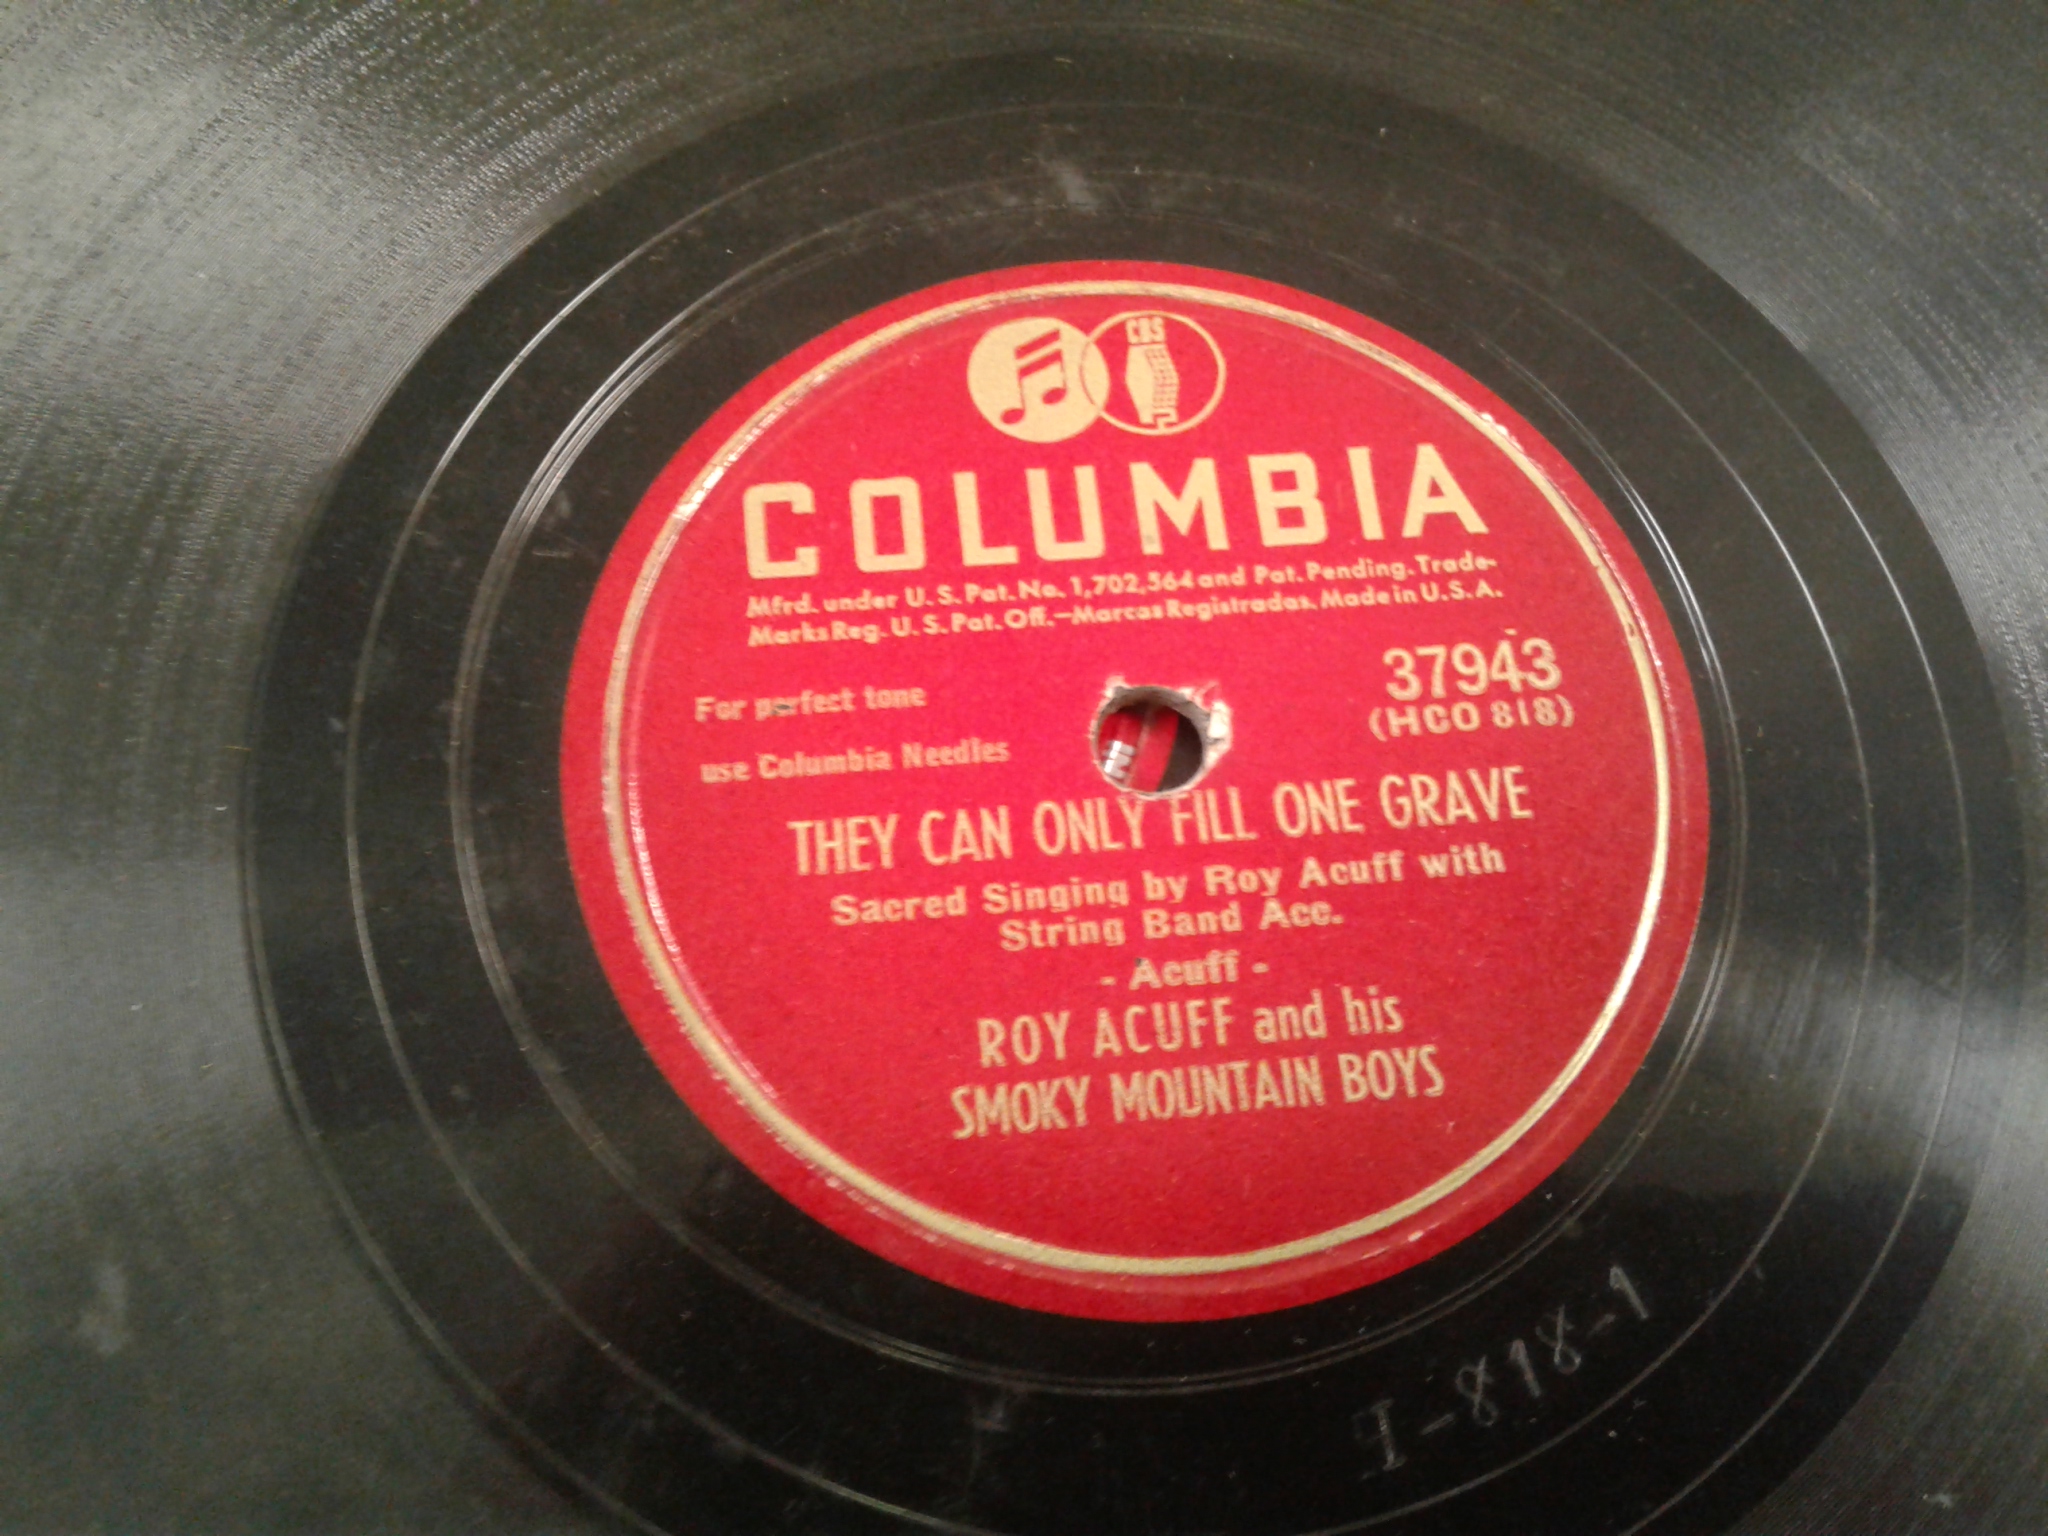 CBS
COLUMBIA
Mfrd. under U. S. Pat. No. 1,702,564 and Pat. Pending. Trade-
Marks Reg. U. S. Pat. Off.—Marcas Registradas. Made in U. S. A.
37943
(HCO 818)
For perfect tone
use Columbia Needles
THEY CAN ONLY FILL ONE GRAVE
Sacred Singing by Roy Acuff with
String Band Acc.
- Acuff -
ROY ACUFF and his
SMOKY MOUNTAIN BOYS
I-818-1